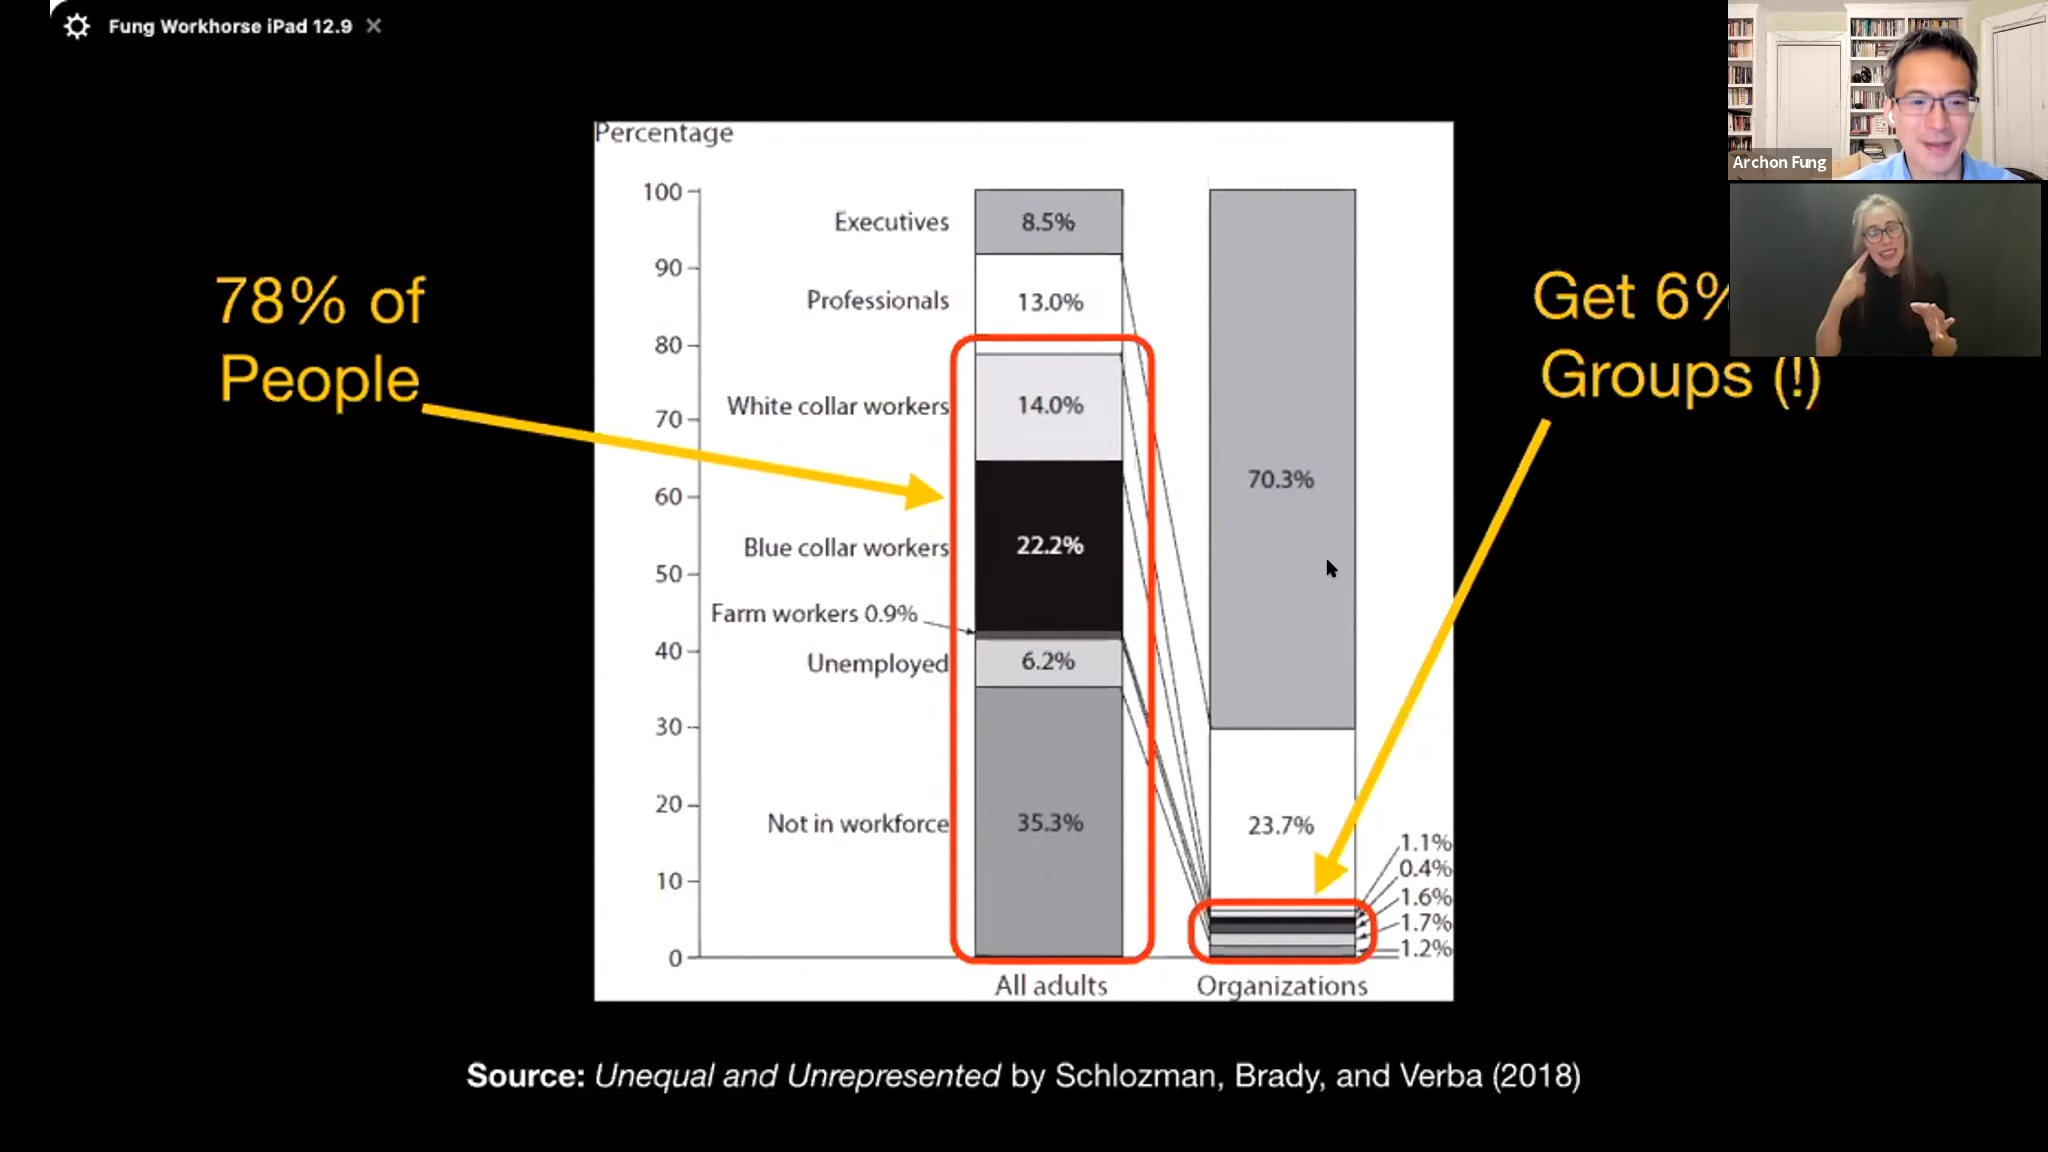 Fung Workhorse iPad 12.9
Archon Fung
78% of
People
Get 6%
Groups (!)
Percentage
100
90
80
70
60
50
40
30
20
10
0
Executives
8.5%
Professionals
13.0%
White collar workers
14.0%
Blue collar workers
22.2%
Farm workers 0.9%
Unemployed
6.2%
Not in workforce
35.3%
70.3%
23.7%
1.1%
0.4%
1.6%
1.7%
1.2%
All adults
Organizations
Source: Unequal and Unrepresented by Schlozman, Brady, and Verba (2018)